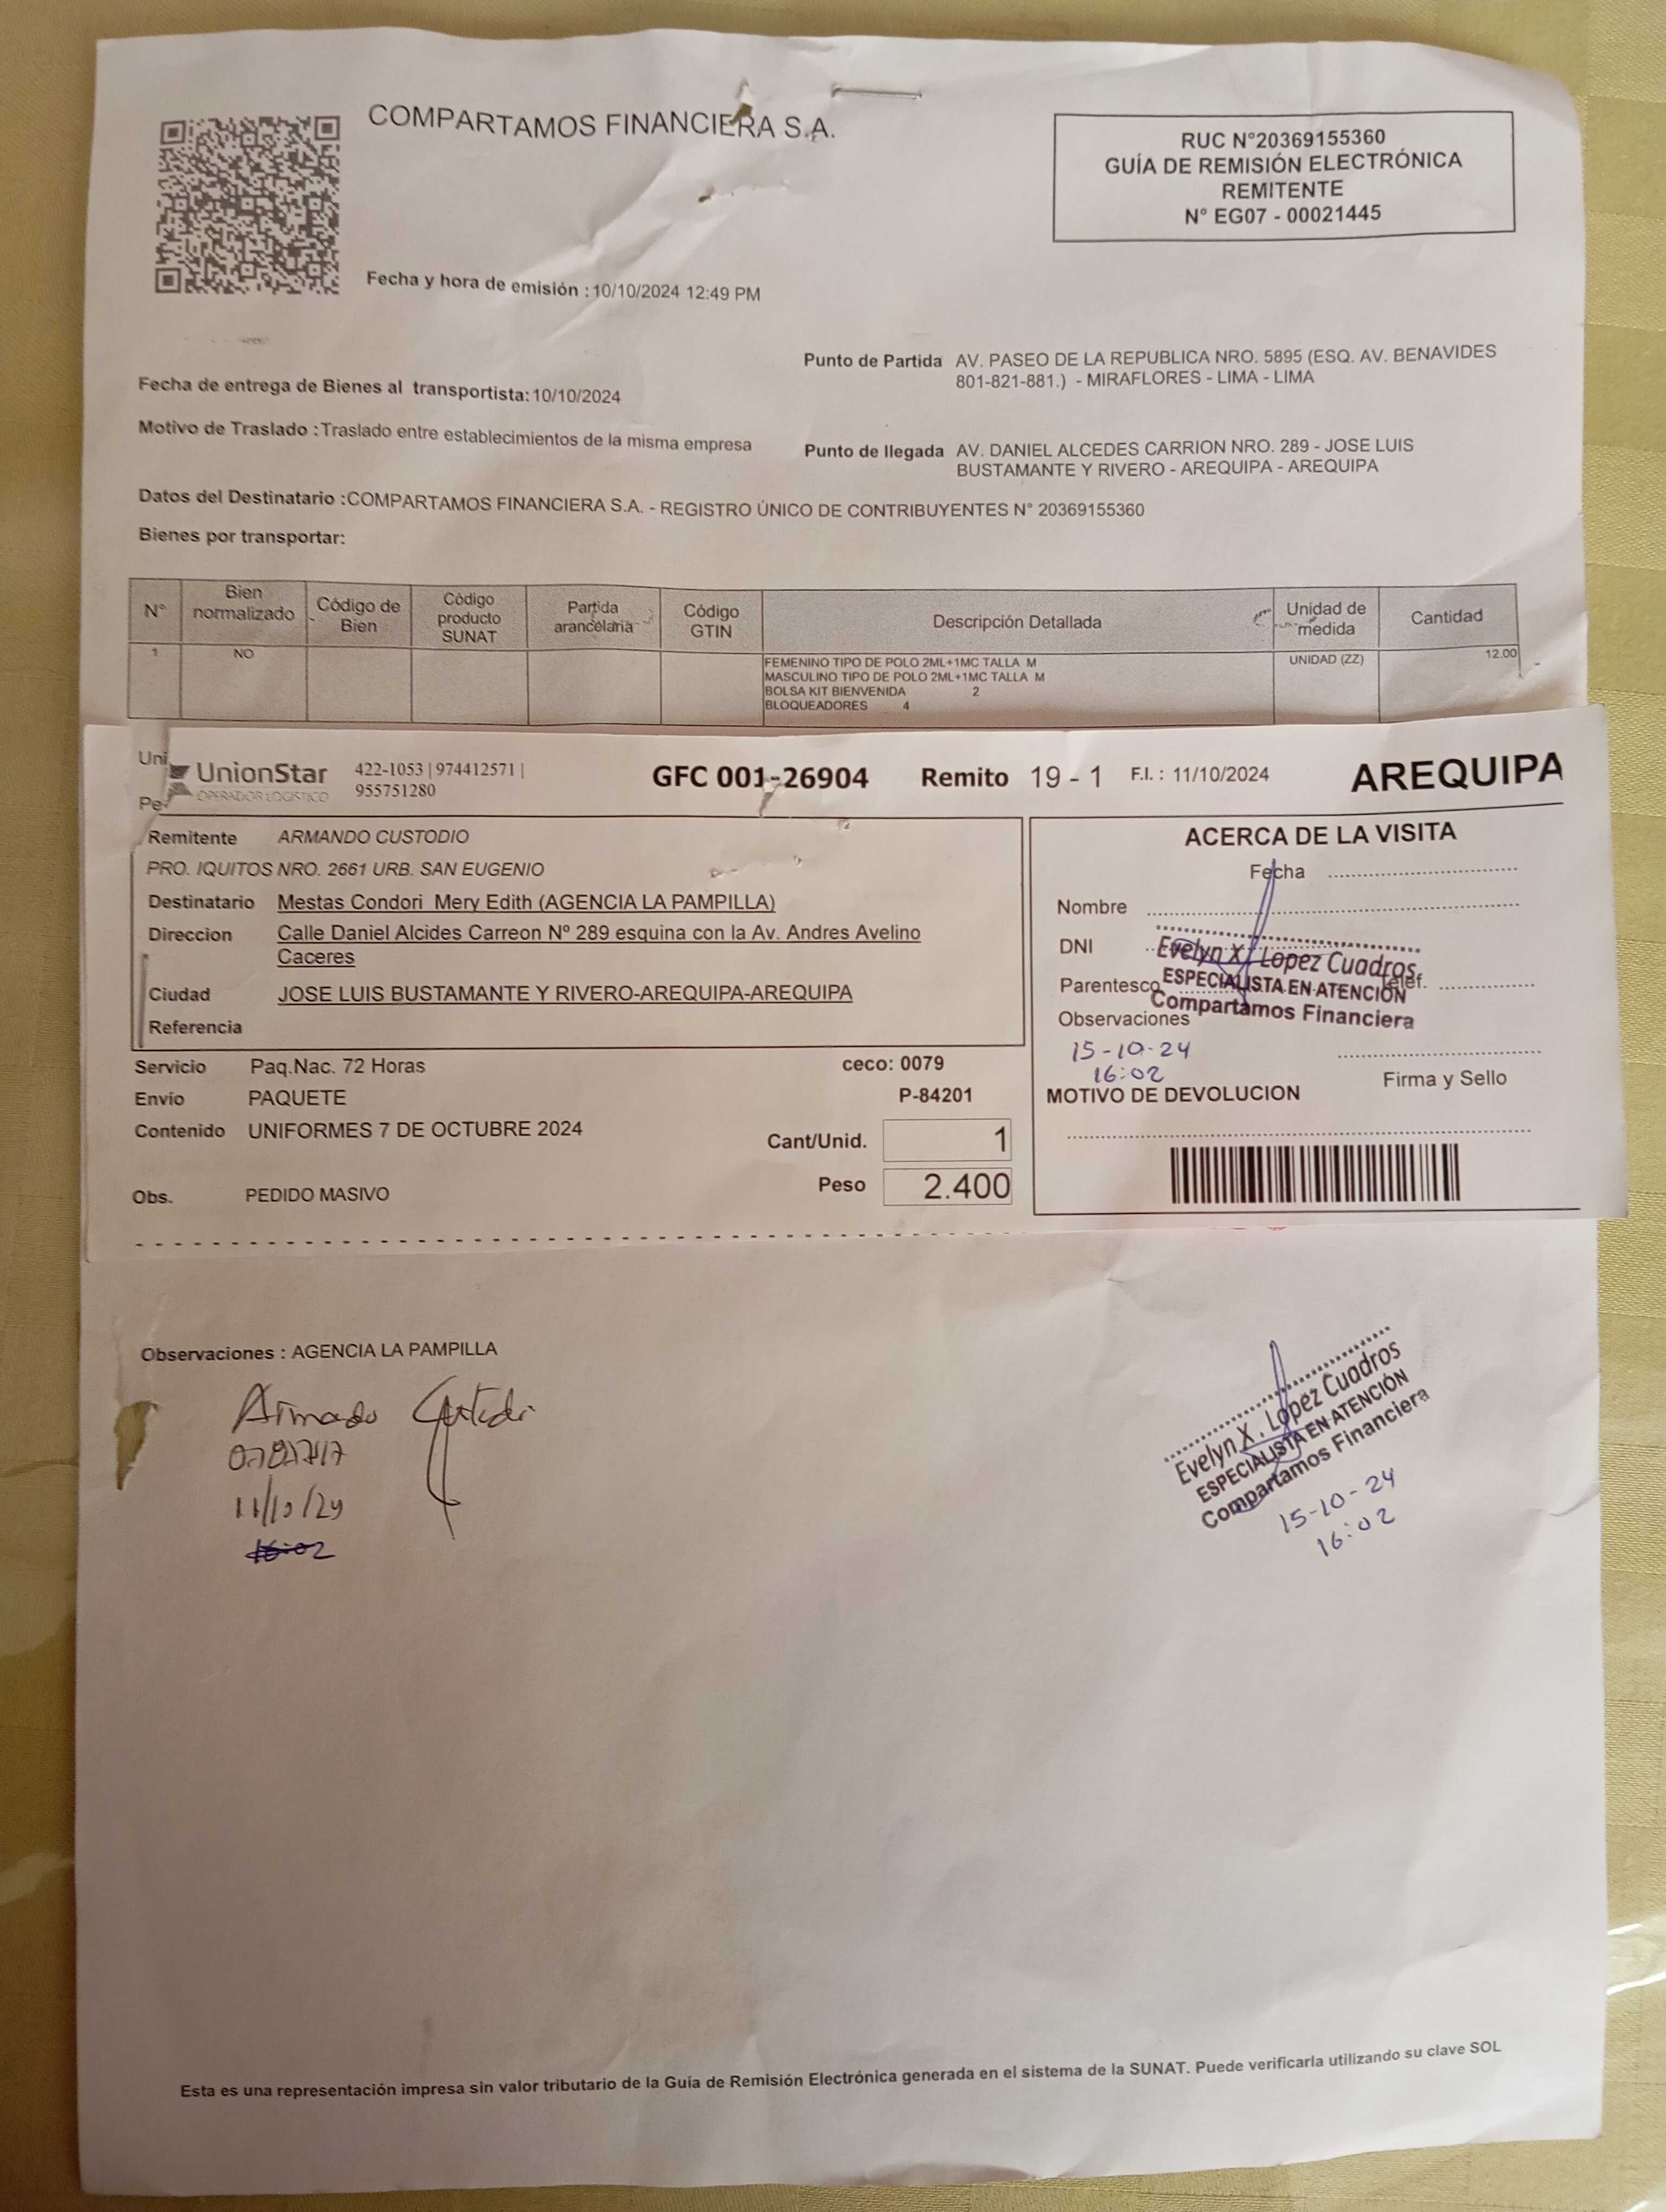 COMPARTAMOS FINANCIERA S.A.
RUC N°20369155360
GUÍA DE REMISIÓN ELECTRÓNICA
REMITENTE
N° EG07 - 00021445
Fecha y hora de emisión : 10/10/2024 12:49 PM
Fecha de entrega de Bienes al transportista: 10/10/2024
Motivo de Traslado : Traslado entre establecimientos de la misma empresa
Punto de Partida AV. PASEO DE LA REPUBLICA NRO. 5895 (ESQ. AV. BENAVIDES
801-821-881.) - MIRAFLORES - LIMA - LIMA
Punto de llegada AV. DANIEL ALCEDES CARRION NRO. 289 - JOSE LUIS
BUSTAMANTE Y RIVERO - AREQUIPA - AREQUIPA
Datos del Destinatario : COMPARTAMOS FINANCIERA S.A. - REGISTRO ÚNICO DE CONTRIBUYENTES N° 20369155360
Bienes por transportar:
N° Bien normalizado Código de Bien Código producto SUNAT Partida arancelaria Código GTIN Descripción Detallada Unidad de medida Cantidad
1 NO FEMENINO TIPO DE POLO 2ML+1MC TALLA M UNIDAD (ZZ) 12.00
MASCULINO TIPO DE POLO 2ML+1MC TALLA M
BOLSA KIT BIENVENIDA 2
BLOQUEADORES 4
Uni
Pe
UnionStar
OPERADOR LOGISTICO
422-1053 | 974412571 |
955751280
GFC 001-26904 Remito 19 - 1 F.I. : 11/10/2024 AREQUIPA
Remitente ARMANDO CUSTODIO
PRO. IQUITOS NRO. 2661 URB. SAN EUGENIO
Destinatario Mestas Condori Mery Edith (AGENCIA LA PAMPILLA)
Direccion Calle Daniel Alcides Carreon Nº 289 esquina con la Av. Andres Avelino
Caceres
Ciudad JOSE LUIS BUSTAMANTE Y RIVERO-AREQUIPA-AREQUIPA
Referencia
Servicio Paq.Nac. 72 Horas ceco: 0079
Envío PAQUETE P-84201
Contenido UNIFORMES 7 DE OCTUBRE 2024
Cant/Unid. 1
Peso 2.400
Obs. PEDIDO MASIVO
ACERCA DE LA VISITA
Fecha
Nombre
DNI
Parentesco Telef.
Observaciones
Evelyn X. Lopez Cuadros
ESPECIALISTA EN ATENCIÓN
Compartamos Financiera
15-10-24
16:02
Firma y Sello
MOTIVO DE DEVOLUCION
Observaciones : AGENCIA LA PAMPILLA
Armado
11/10/24
16:02
Evelyn X. Lopez Cuadros
ESPECIALISTA EN ATENCIÓN
Compartamos Financiera
15-10-24
16:02
Esta es una representación impresa sin valor tributario de la Guía de Remisión Electrónica generada en el sistema de la SUNAT. Puede verificarla utilizando su clave SOL